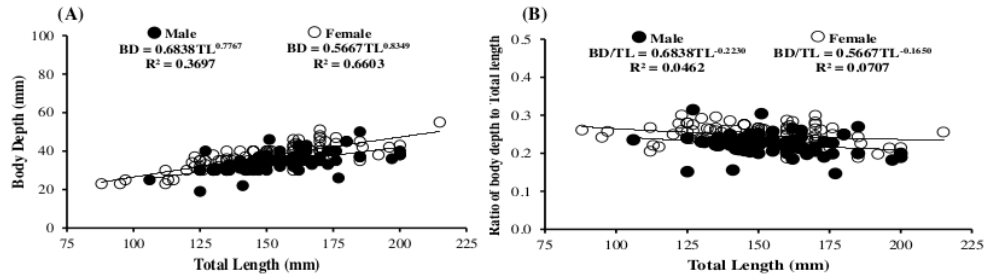 (A)
Male Female
BD = 0.6838TL^0.7767 BD = 0.5667TL^0.8349
R² = 0.3697 R² = 0.6603
100
80
60
40
20
0
75 100 125 150 175 200 225
Body Depth (mm)
Total Length (mm)
(B)
Male Female
BD/TL = 0.6838TL^-0.2230 BD/TL = 0.5667TL^-0.1650
R² = 0.0462 R² = 0.0707
0.5
0.4
0.3
0.2
0.1
0.0
75 100 125 150 175 200 225
Ratio of body depth to Total length
Total Length (mm)